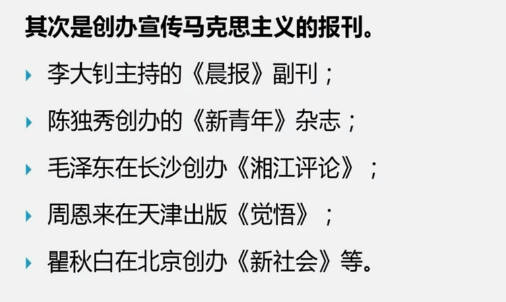 其次是创办宣传马克思主义的报刊。
李大钊主持的《晨报》副刊；
陈独秀创办的《新青年》杂志；
毛泽东在长沙创办《湘江评论》；
周恩来在天津出版《觉悟》；
瞿秋白在北京创办《新社会》等。